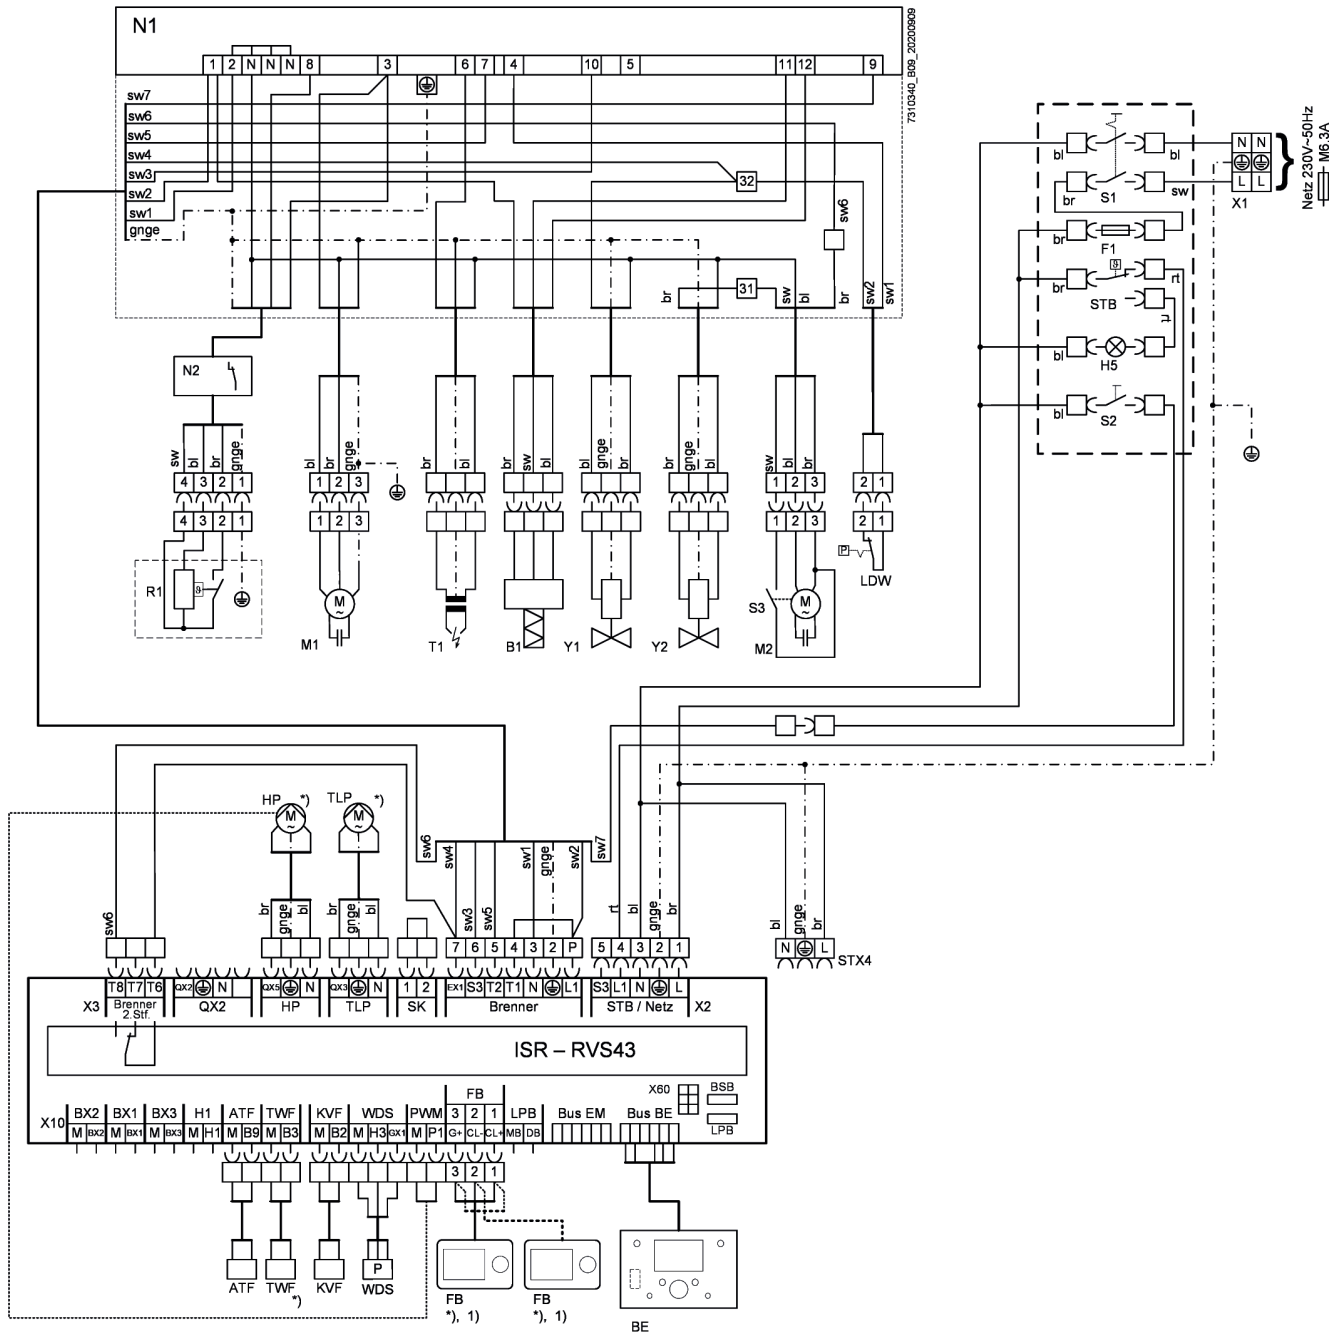 N1
7310340_B09_20200909
1 2 N N N 8 3 6 7 4 10 5 11 12 9
sw7
sw6
sw5
sw4
sw3
sw2
sw1
gnge
32
sw6
31
br
sw
bl
br
sw2
sw1
N2
sw bl br gnge
4 3 2 1
4 3 2 1
R1
bl br gnge
1 2 3
1 2 3
M
~
M1
br bl
T1
br sw bl
B1
bl gnge br
Y1
br gnge bl
Y2
sw bl br
1 2 3
1 2 3
S3
M
~
M2
2 1
2 1
P
LDW
bl
bl
br
S1
sw
br
F1
br
STB
rt
rt
bl
H5
bl
S2
N N
L L
X1
Netz 230V~50Hz
M6.3A
HP
*)
M
~
TLP
*)
M
~
sw6
sw4
sw3
sw5
sw1
gnge
sw2
sw7
sw6
br gnge bl
br gnge bl
rt bl gnge br
bl gnge br
7 6 5 4 3 2 P
5 4 3 2 1
N L
STX4
X3
T8 T7 T6
Brenner
2.Stf.
QX2 N
QX2
QX5 N
HP
QX3 N
TLP
1 2
SK
EX1 S3 T2 T1 N L1
Brenner
S3 L1 N L
STB / Netz
X2
ISR – RVS43
X60
BSB
LPB
X10
BX2 BX1 BX3 H1 ATF TWF KVF WDS PWM FB LPB Bus EM Bus BE
3 2 1
M BX2 M BX1 M BX3 M H1 M B9 M B3 M B2 M H3 GX1 M P1 G+ CL- CL+ MB DB
3 2 1
ATF
TWF
*)
KVF
P
WDS
FB
*), 1)
FB
*), 1)
BE